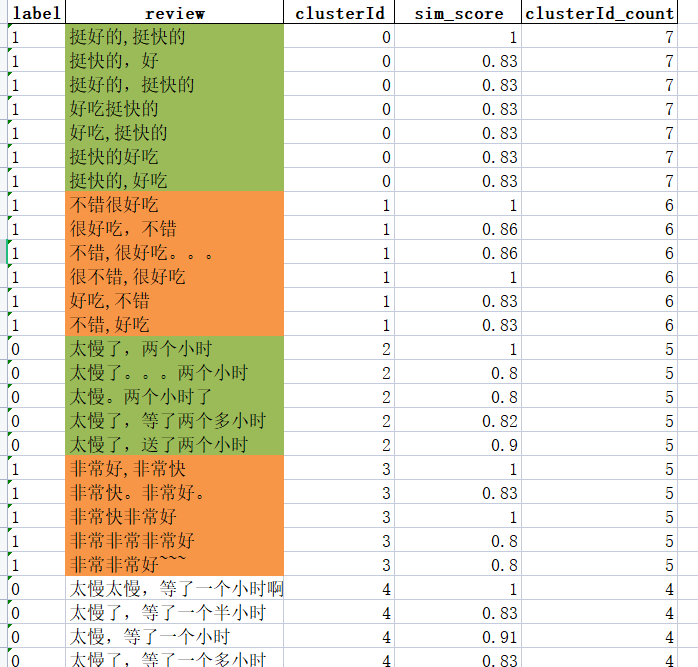 label review clusterId sim_score clusterId_count
1 挺好的,挺快的 0 1 7
1 挺快的，好 0 0.83 7
1 挺好的，挺快的 0 0.83 7
1 好吃挺快的 0 0.83 7
1 好吃,挺快的 0 0.83 7
1 挺快的好吃 0 0.83 7
1 挺快的,好吃 0 0.83 7
1 不错很好吃 1 1 6
1 很好吃，不错 1 0.86 6
1 不错,很好吃。。。 1 0.86 6
1 很不错,很好吃 1 1 6
1 好吃,不错 1 0.83 6
1 不错,好吃 1 0.83 6
0 太慢了，两个小时 2 1 5
0 太慢了。。。两个小时 2 0.8 5
0 太慢。两个小时了 2 0.8 5
0 太慢了，等了两个多小时 2 0.82 5
0 太慢了，送了两个小时 2 0.9 5
1 非常好,非常快 3 1 5
1 非常快。非常好。 3 0.83 5
1 非常快非常好 3 1 5
1 非常非常非常好 3 0.8 5
1 非常非常好~~~ 3 0.8 5
0 太慢太慢，等了一个小时啊 4 1 4
0 太慢了，等了一个半小时 4 0.83 4
0 太慢，等了一个小时 4 0.91 4
0 太慢了，等了一个多小时 4 0.83 4